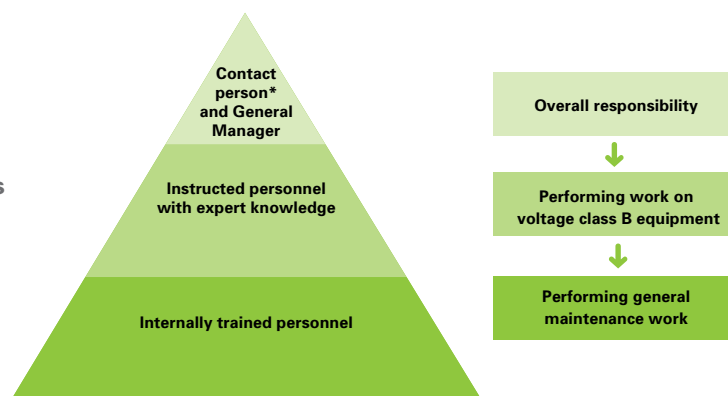 Contact
person*
and General
Manager
Overall responsibility
s
Instructed personnel
with expert knowledge
Performing work on
voltage class B equipment
Internally trained personnel
Performing general
maintenance work